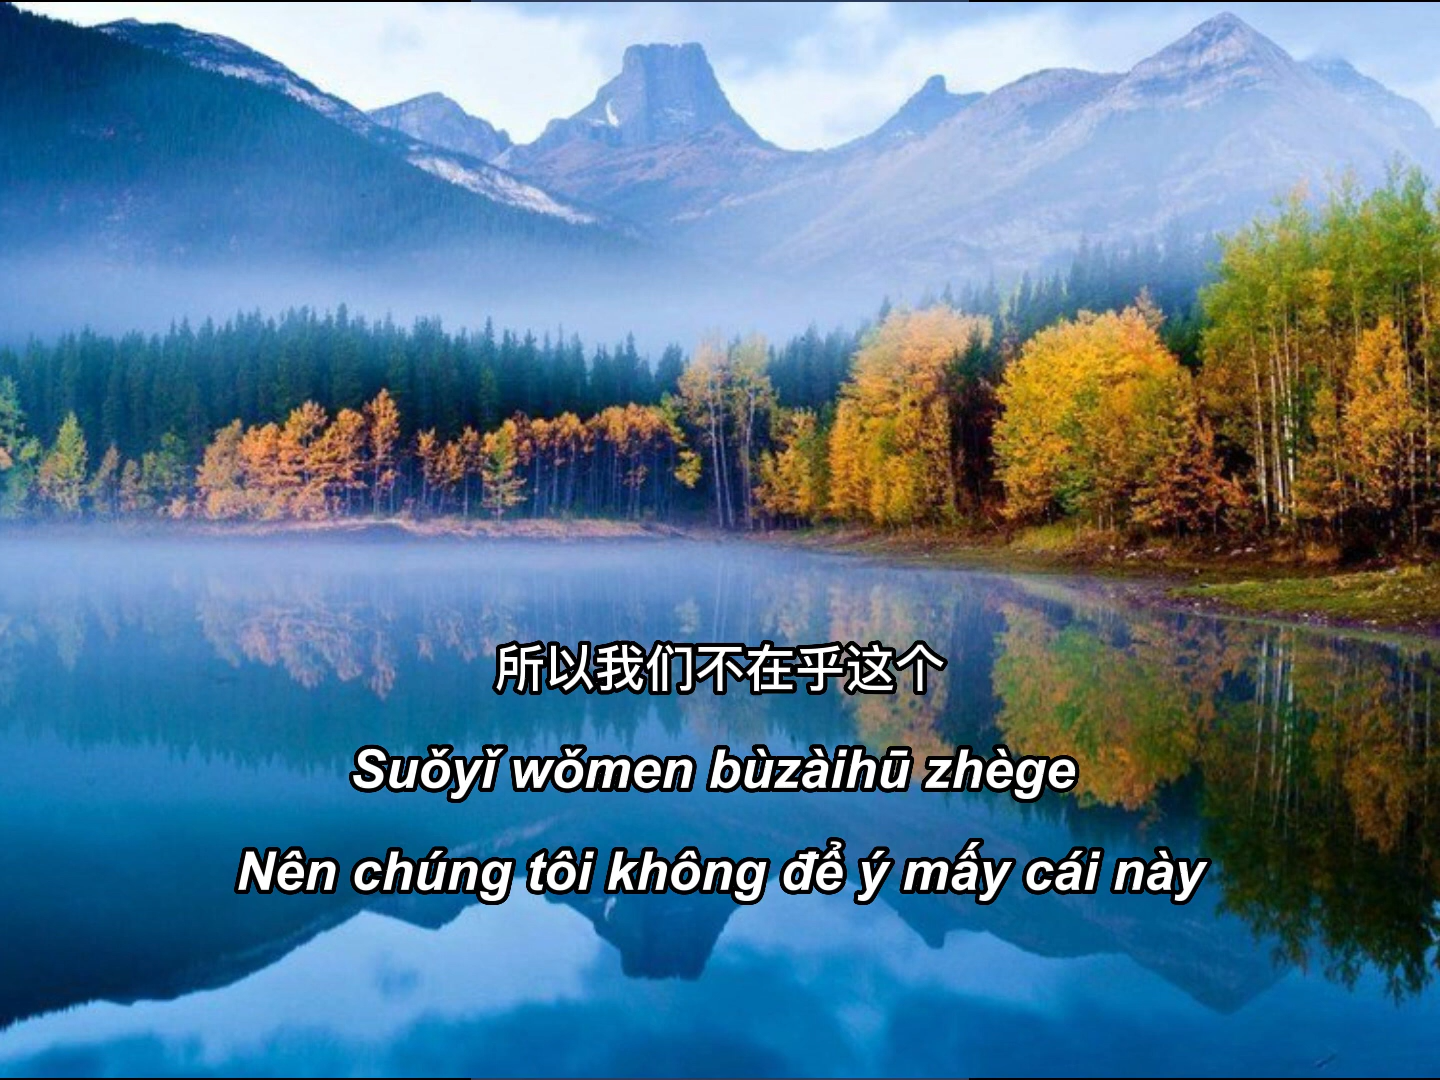 所以我们不在乎这个
Suǒyǐ wǒmen bùzàihū zhège
Nên chúng tôi không để ý mấy cái này